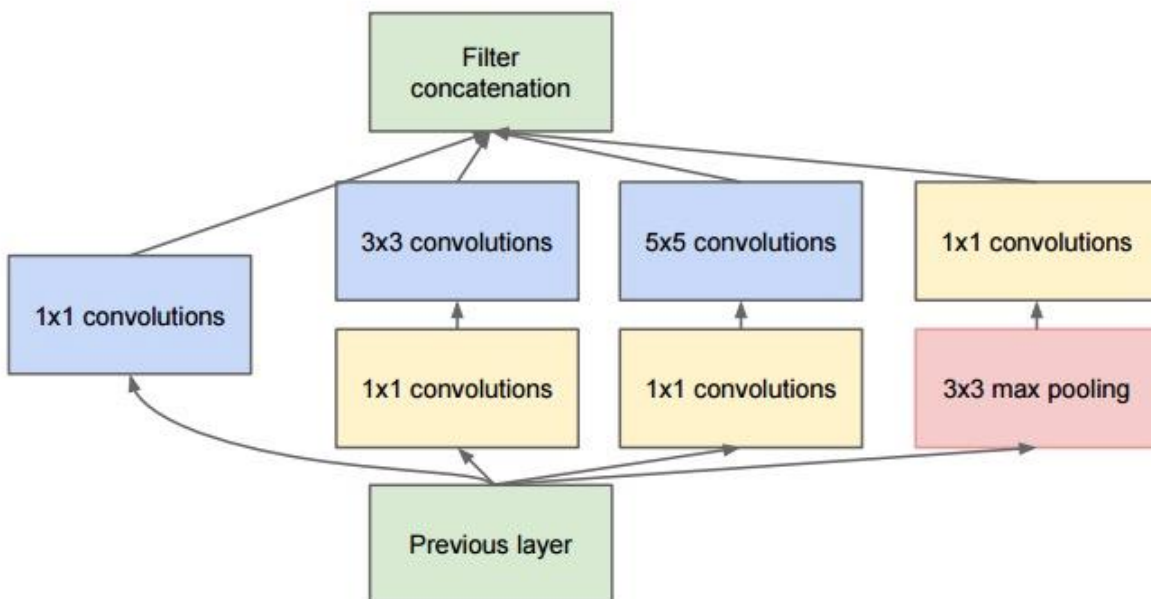 Filter
concatenation
3x3 convolutions
5x5 convolutions
1x1 convolutions
1x1 convolutions
1x1 convolutions
1x1 convolutions
3x3 max pooling
Previous layer